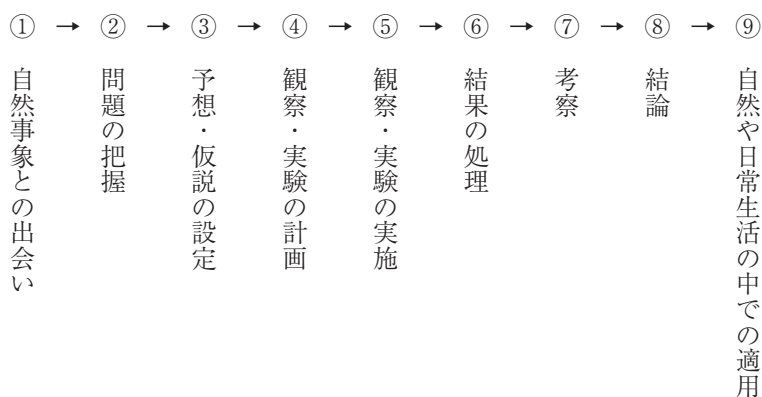 ① → ② → ③ → ④ → ⑤ → ⑥ → ⑦ → ⑧ → ⑨
自然事象との出会い
問題の把握
予想・仮説の設定
観察・実験の計画
観察・実験の実施
結果の処理
考察
結論
自然や日常生活の中での適用